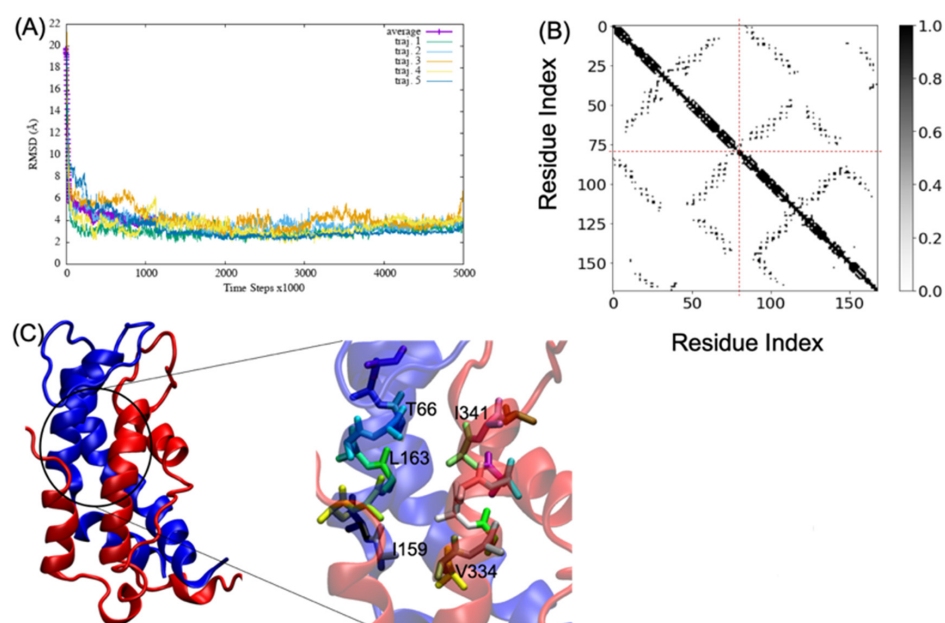 (A)
22
20
18
16
14
12
10
8
6
4
2
0
RMSD (Å)
average
traj. 1
traj. 2
traj. 3
traj. 4
traj. 5
0 1000 2000 3000 4000 5000
Time Steps x1000
(B)
0
25
50
75
100
125
150
Residue Index
0 50 100 150
Residue Index
1.0
0.8
0.6
0.4
0.2
0.0
(C)
T66
I341
L163
I159
V334